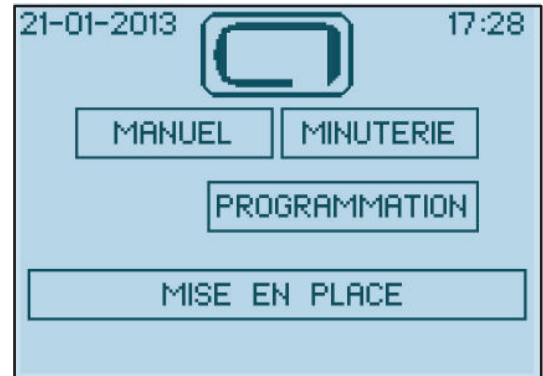 21-01-2013 17:28
MANUEL MINUTERIE
PROGRAMMATION
MISE EN PLACE